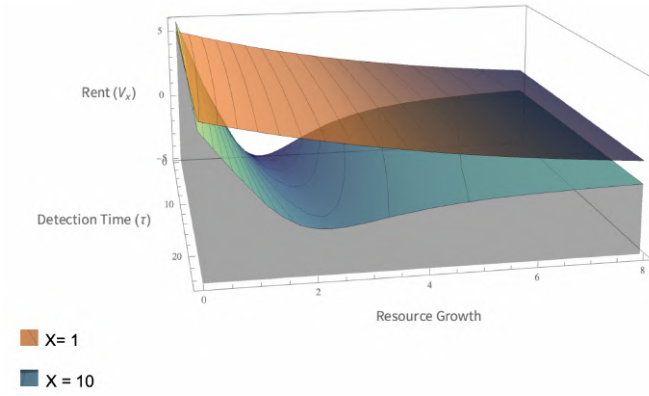 5
Rent (Vₓ)
0
-5
0
Detection Time (τ)
10
20
0
2
4
6
8
Resource Growth
X= 1
X = 10